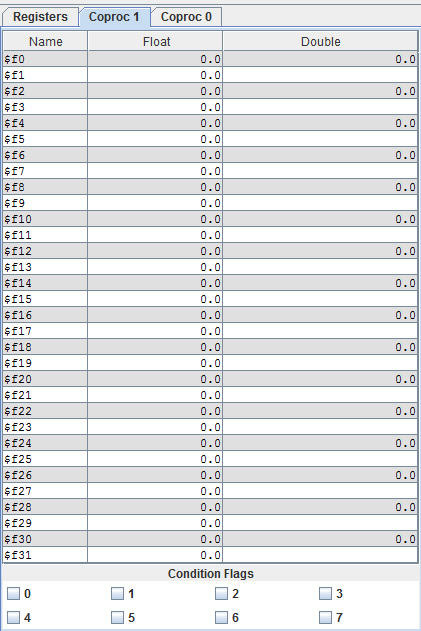 Registers Coproc 1 Coproc 0
Name Float Double
$f0 0.0 0.0
$f1 0.0
$f2 0.0 0.0
$f3 0.0
$f4 0.0 0.0
$f5 0.0
$f6 0.0 0.0
$f7 0.0
$f8 0.0 0.0
$f9 0.0
$f10 0.0 0.0
$f11 0.0
$f12 0.0 0.0
$f13 0.0
$f14 0.0 0.0
$f15 0.0
$f16 0.0 0.0
$f17 0.0
$f18 0.0 0.0
$f19 0.0
$f20 0.0 0.0
$f21 0.0
$f22 0.0 0.0
$f23 0.0
$f24 0.0 0.0
$f25 0.0
$f26 0.0 0.0
$f27 0.0
$f28 0.0 0.0
$f29 0.0
$f30 0.0 0.0
$f31 0.0
Condition Flags
0 1 2 3
4 5 6 7